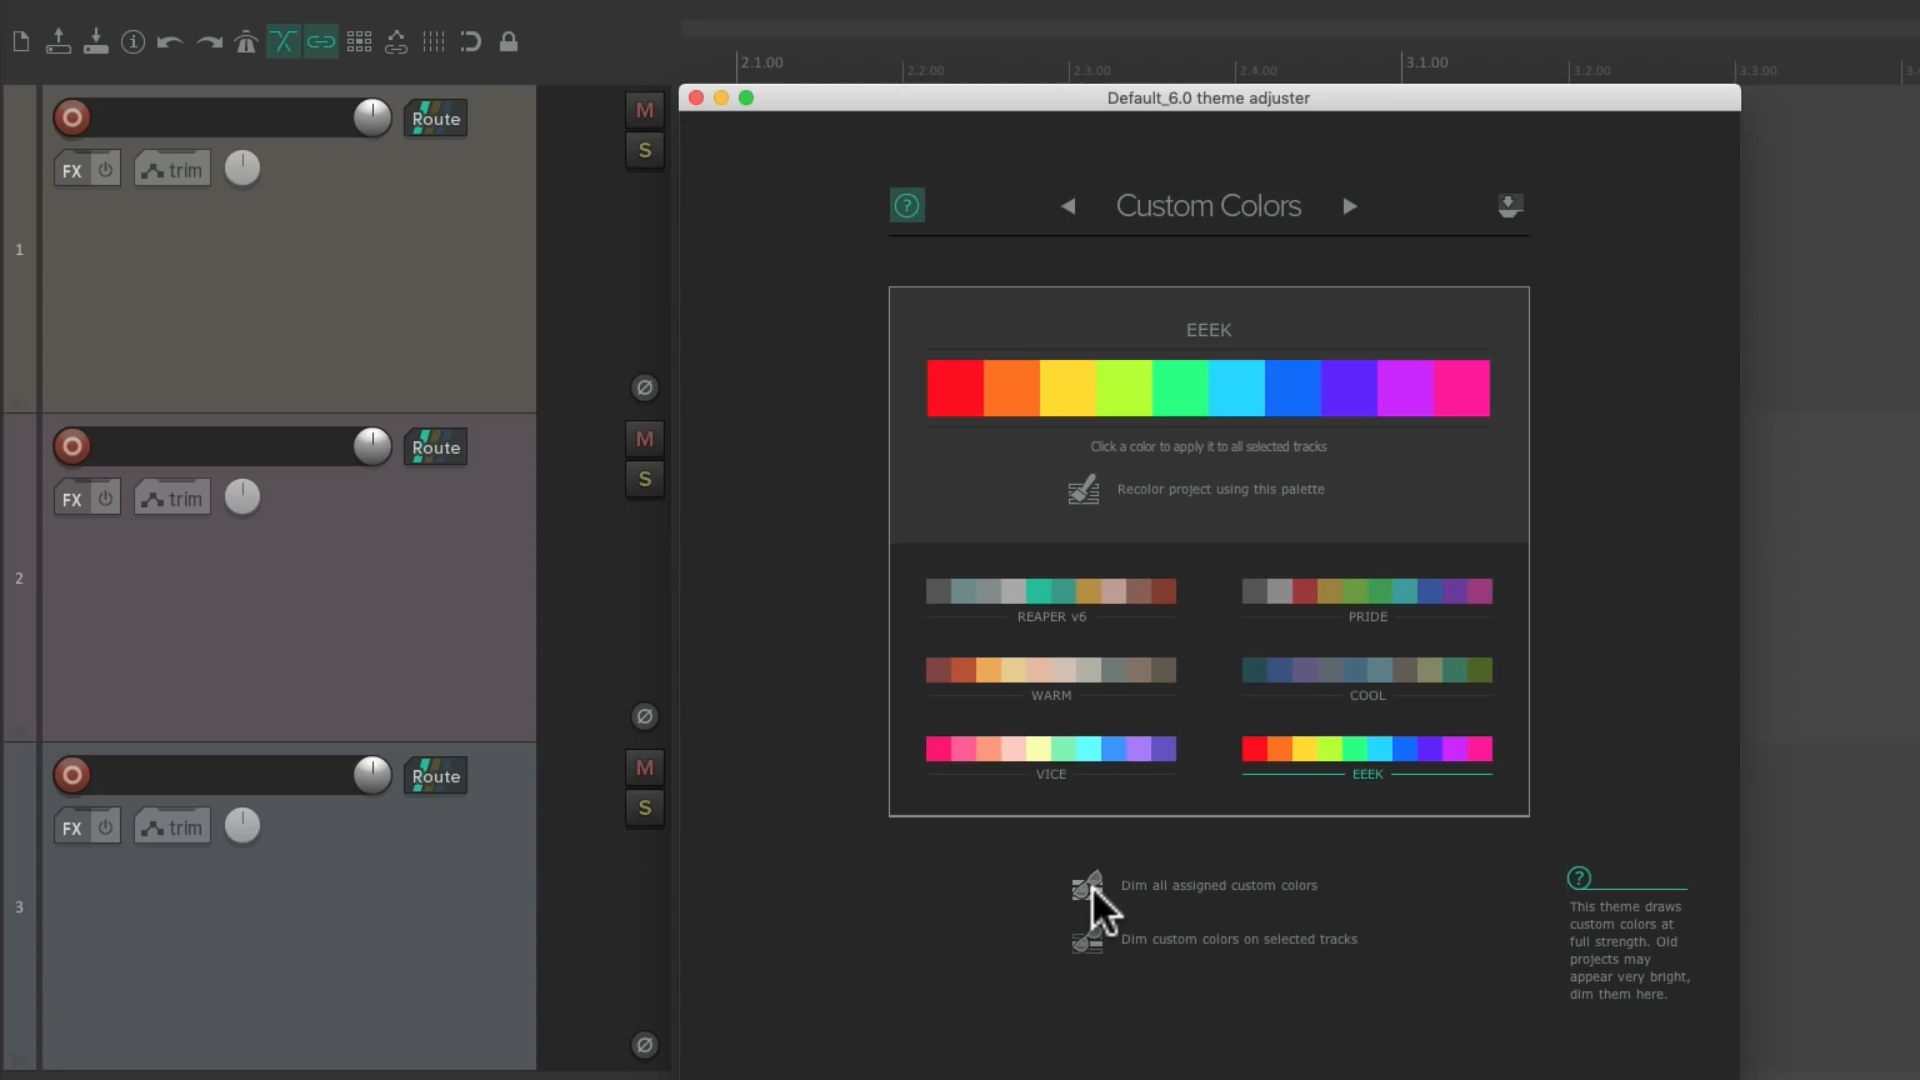 2.1.00
2.2.00
2.3.00
2.4.00
3.1.00
3.2.00
3.3.00
Default_6.0 theme adjuster
1
Route
FX
trim
M
S
2
Route
FX
trim
M
S
3
Route
FX
trim
M
S
Custom Colors
EEEK
Click a color to apply it to all selected tracks
Recolor project using this palette
REAPER v6
PRIDE
WARM
COOL
VICE
EEEK
Dim all assigned custom colors
Dim custom colors on selected tracks
?
This theme draws
custom colors at
full strength. Old
projects may
appear very bright,
dim them here.